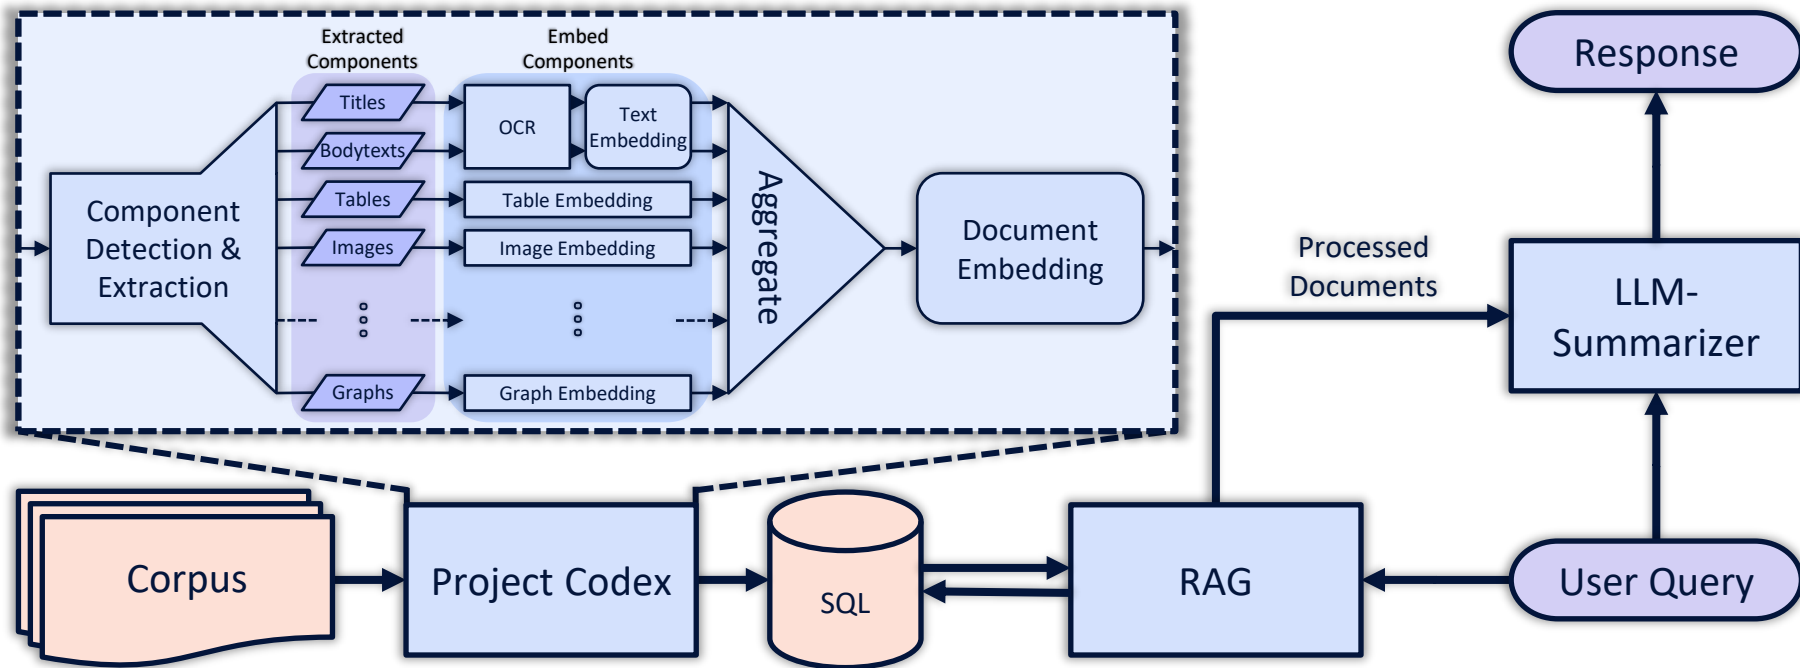 Extracted
Components
Embed
Components
Titles
Bodytexts
Tables
Images
Graphs
OCR
Text
Embedding
Table Embedding
Image Embedding
Graph Embedding
Component
Detection &
Extraction
Aggregate
Document
Embedding
Response
Processed
Documents
LLM-
Summarizer
Corpus
Project Codex
SQL
RAG
User Query